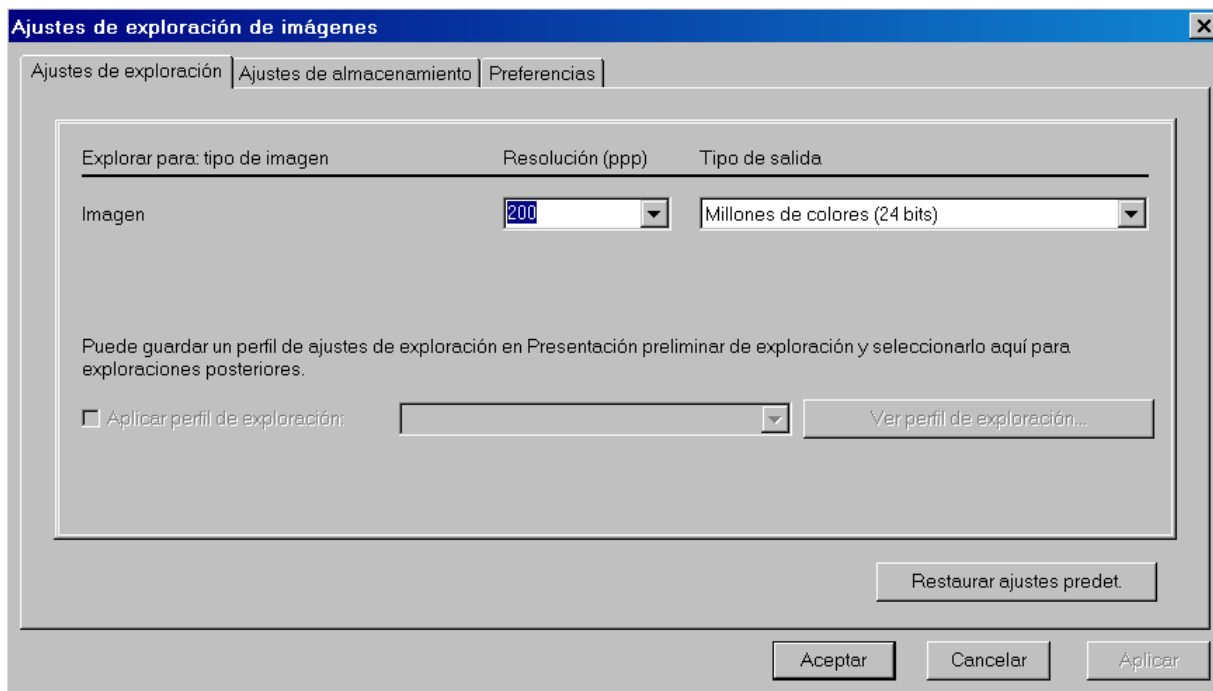 Ajustes de exploración de imágenes
Ajustes de exploración Ajustes de almacenamiento Preferencias
Explorar para: tipo de imagen Resolución (ppp) Tipo de salida
Imagen 200 Millones de colores (24 bits)
Puede guardar un perfil de ajustes de exploración en Presentación preliminar de exploración y seleccionarlo aquí para
exploraciones posteriores.
Aplicar perfil de exploración: Ver perfil de exploración...
Restaurar ajustes predet.
Aceptar Cancelar Aplicar